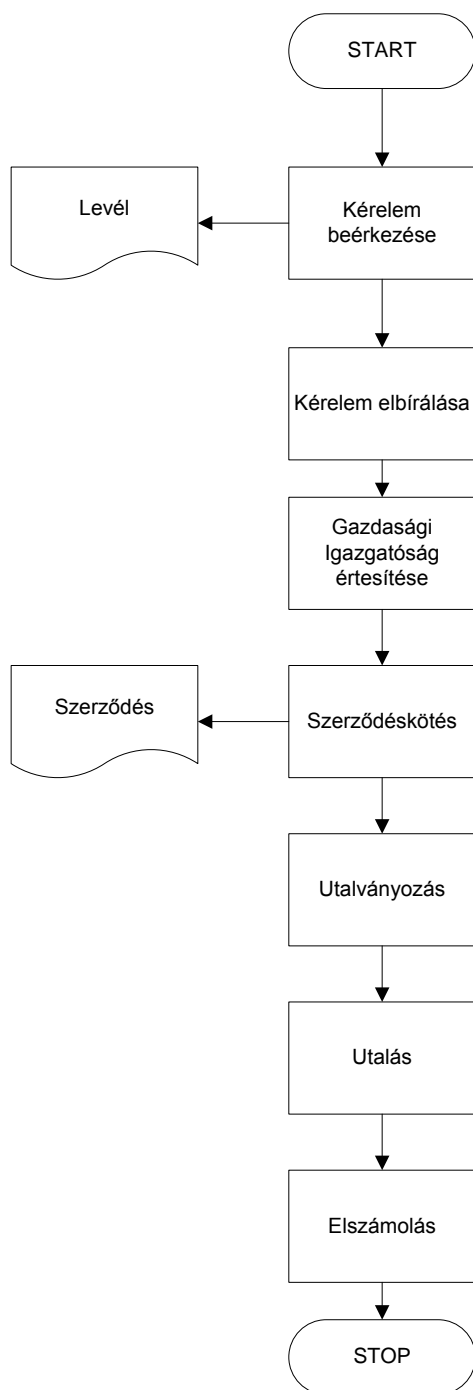 START
Levél
Kérelem
beérkezése
Kérelem elbírálása
Gazdasági
Igazgatóság
értesítése
Szerződés
Szerződéskötés
Utalványozás
Utalás
Elszámolás
STOP